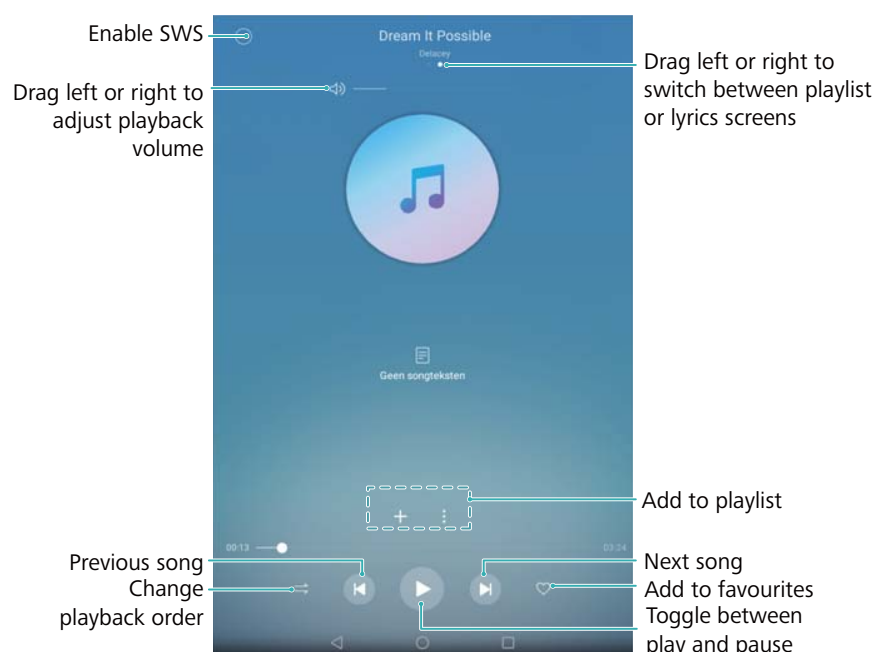 Enable SWS
Dream It Possible
Delacey
Drag left or right to
switch between playlist
or lyrics screens
Drag left or right to
adjust playback
volume
Geen songteksten
Add to playlist
00:13
03:24
Previous song
Change
playback order
Next song
Add to favourites
Toggle between
play and pause